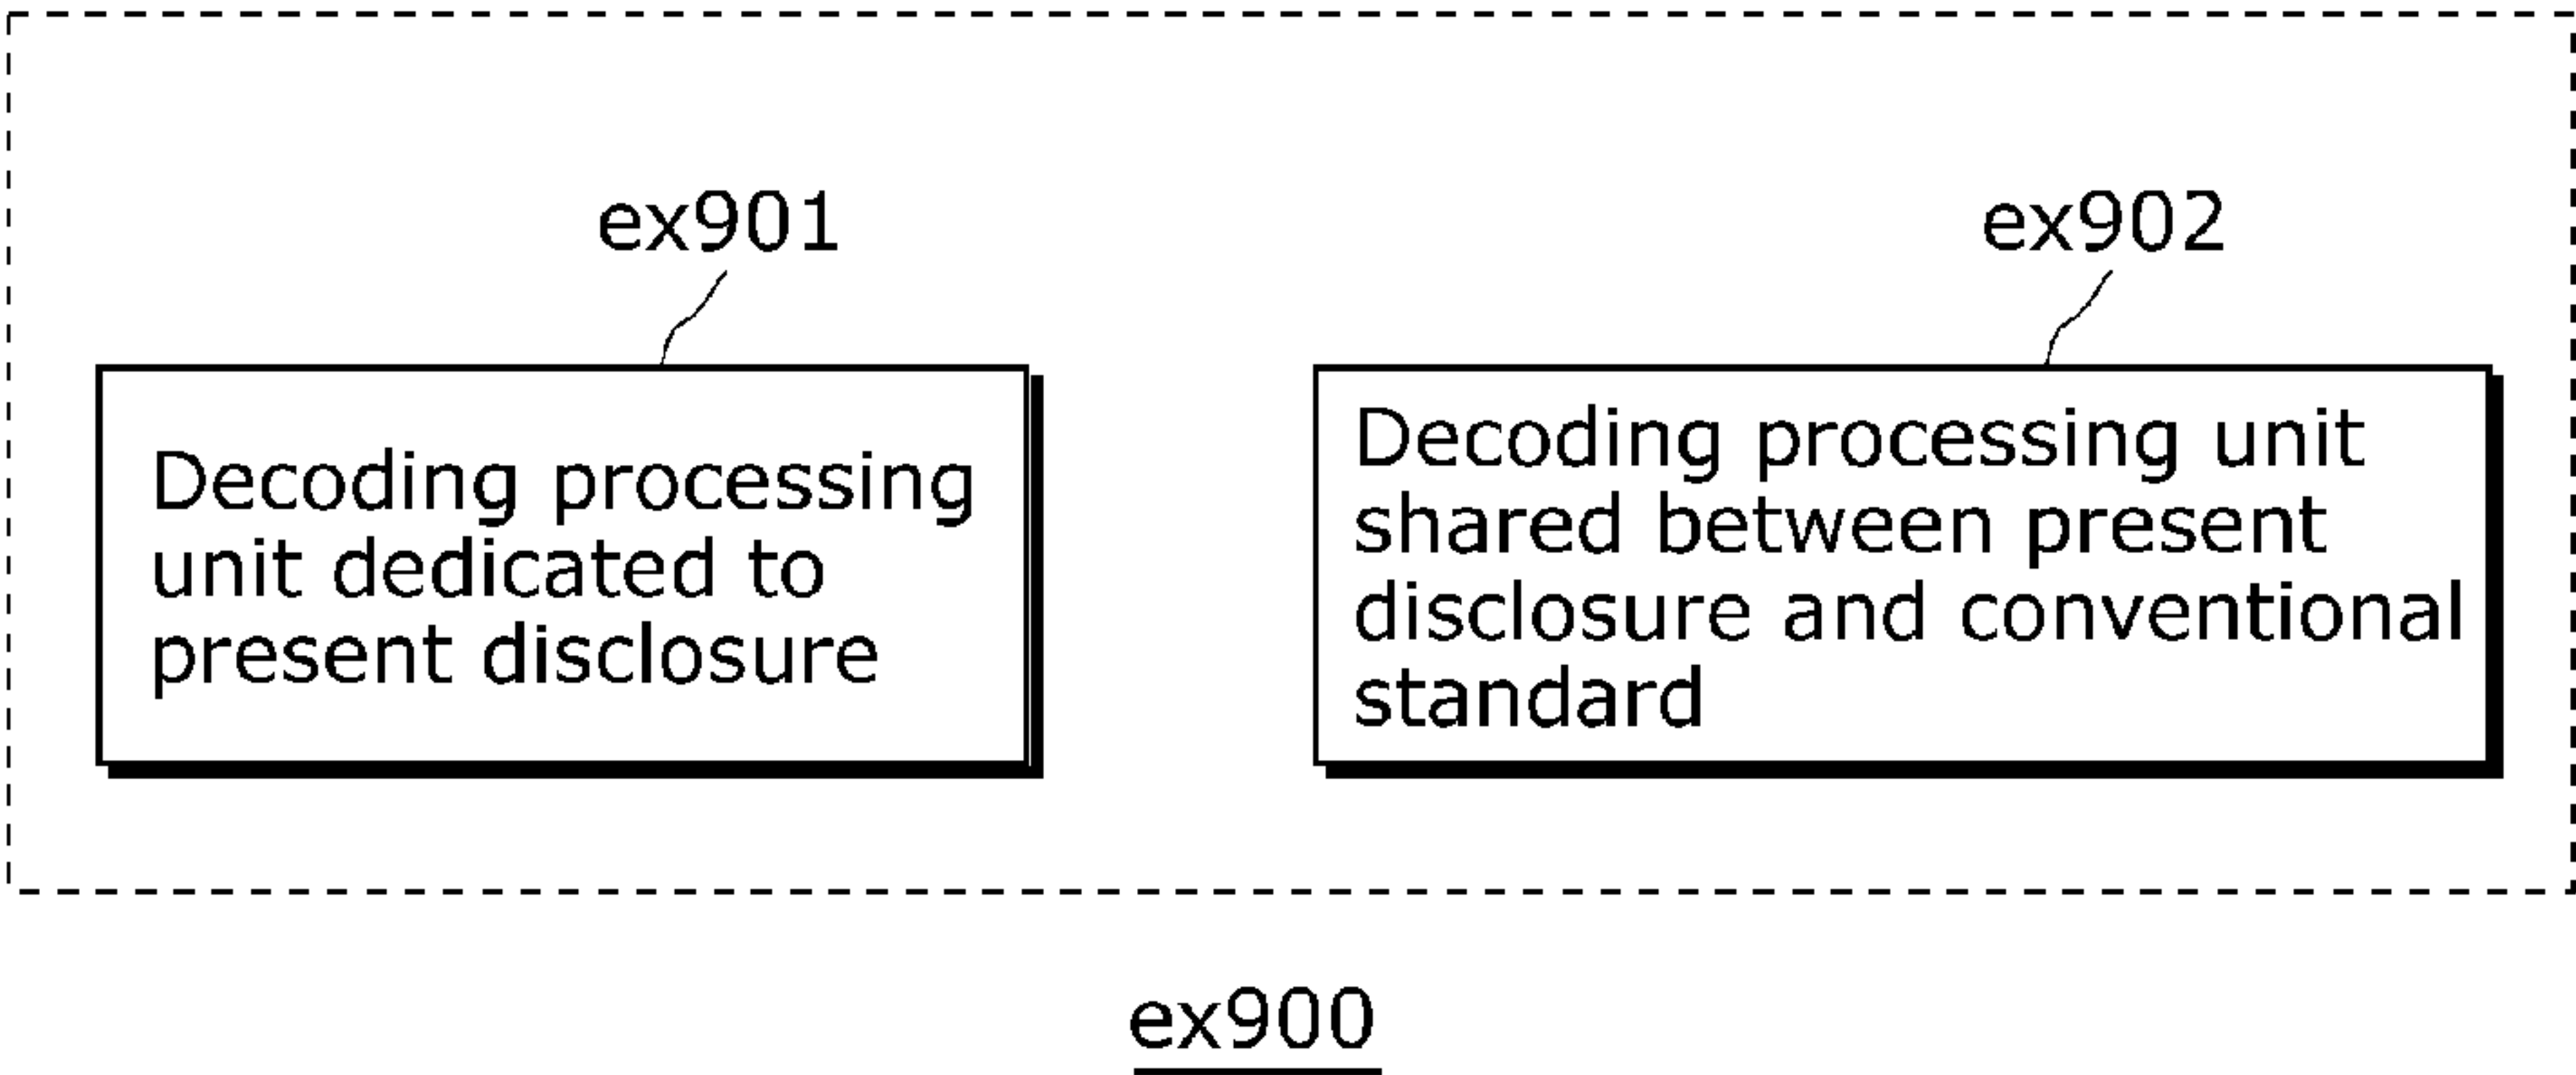 ex901
Decoding processing
unit dedicated to
present disclosure
ex902
Decoding processing unit
shared between present
disclosure and conventional
standard
ex900